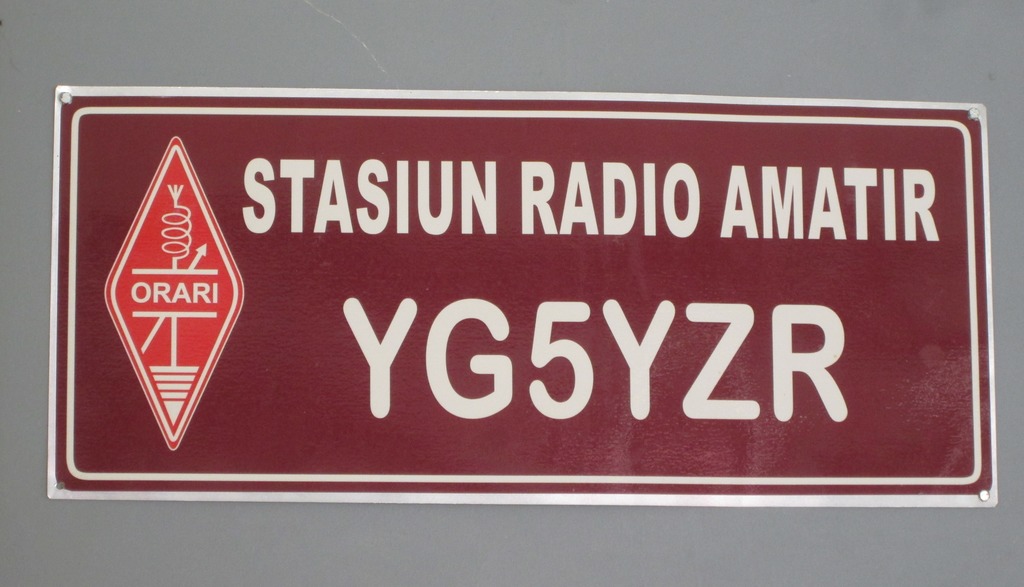 STASIUN RADIO AMATIR
ORARI
YG5YZR